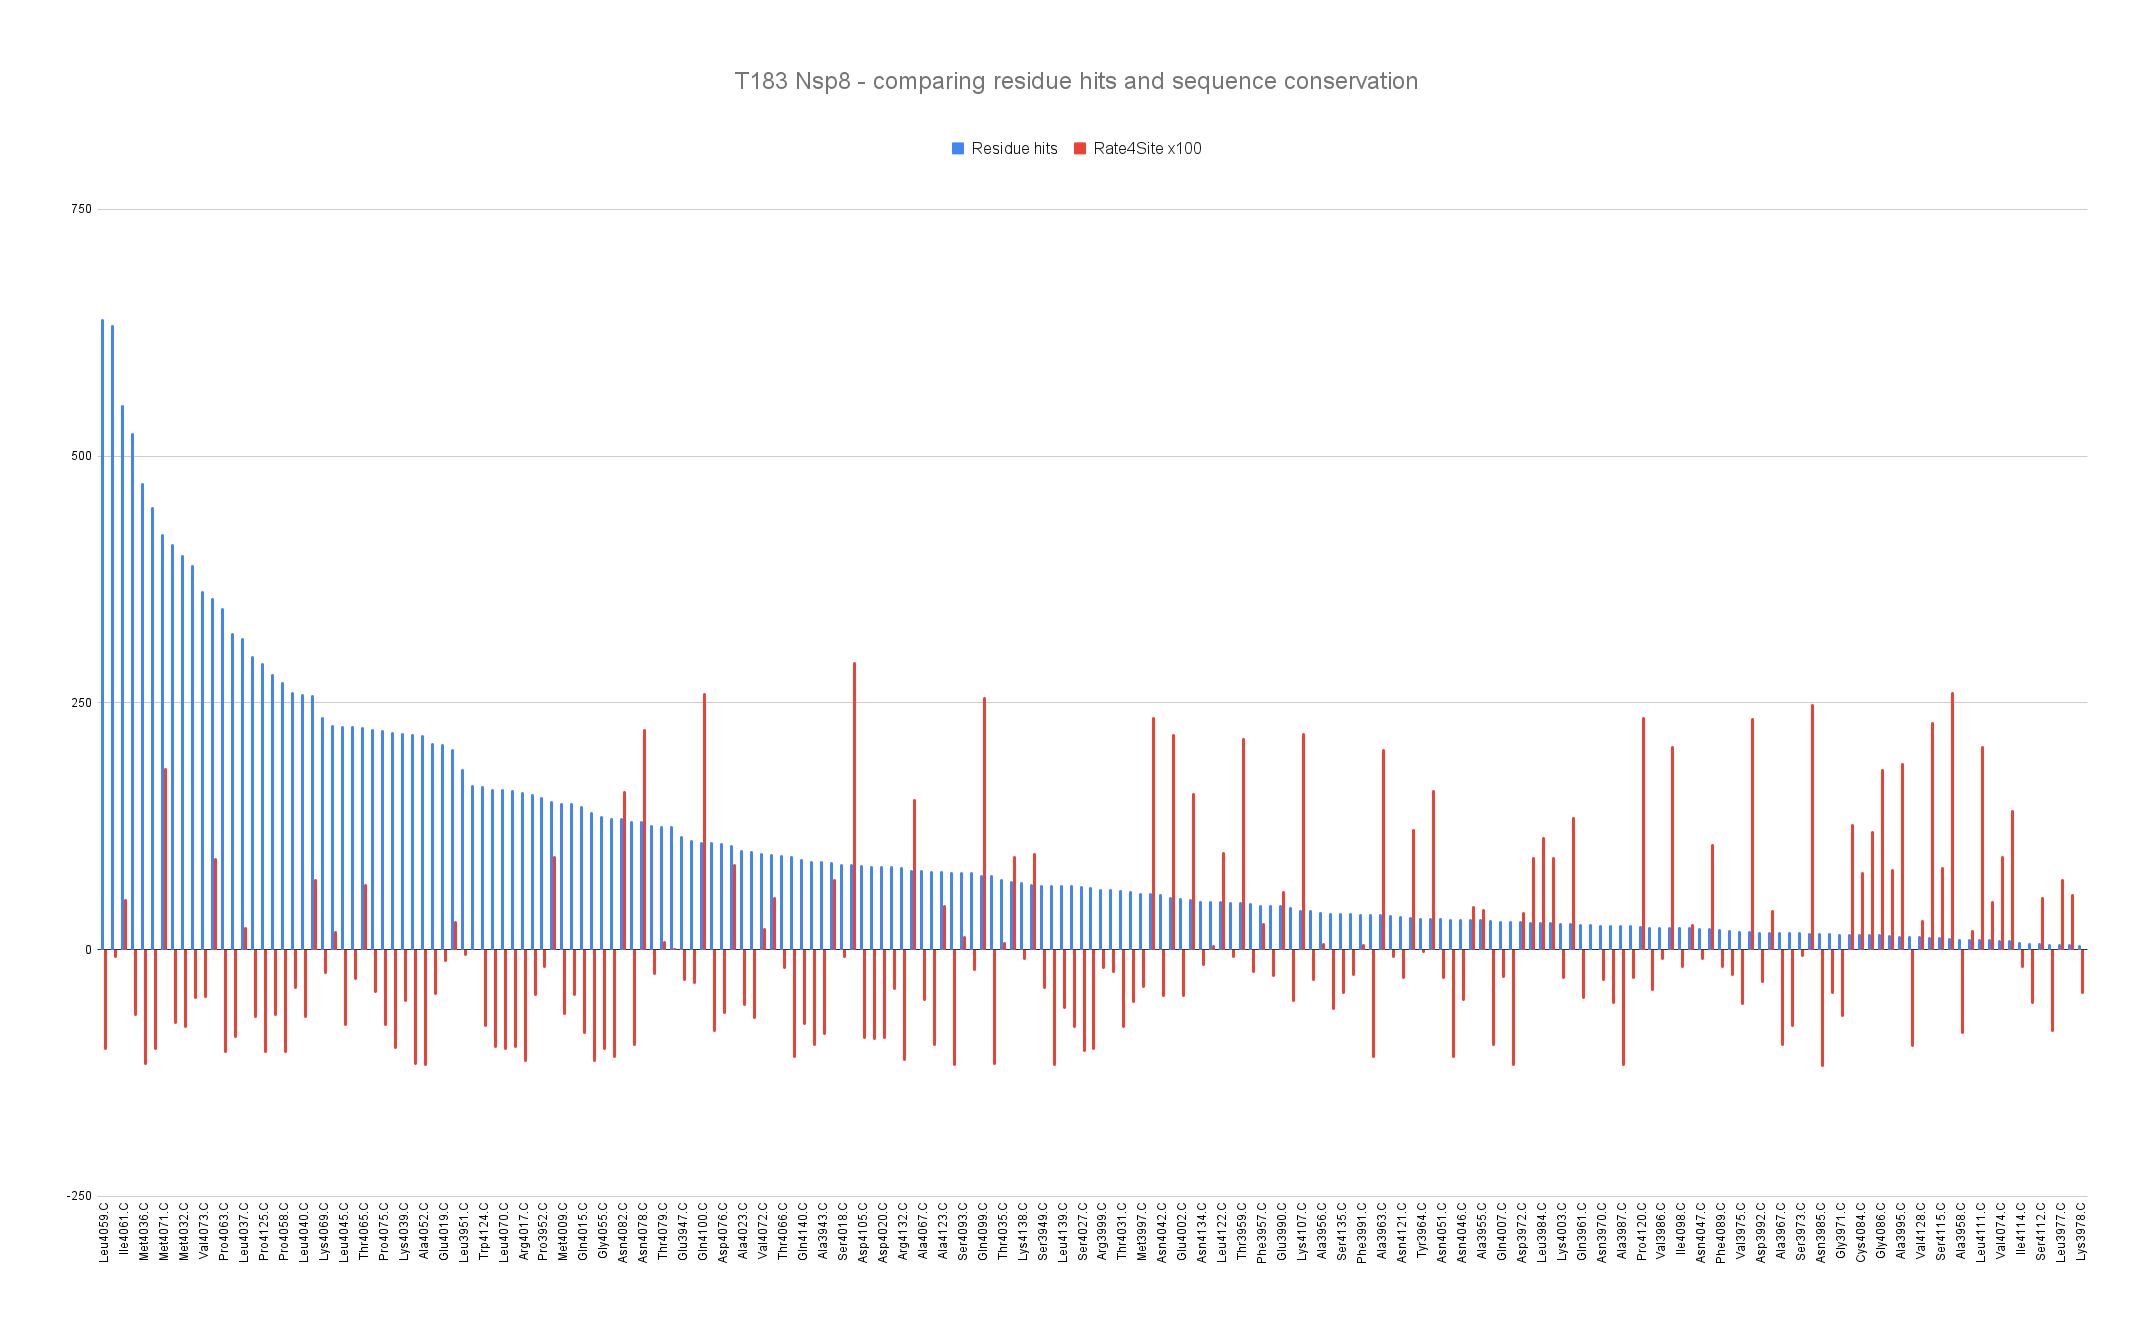 T183 Nsp8 - comparing residue hits and sequence conservation
Residue hits
Rate4Site x100
750
500
250
0
-250
Leu4059.C
Ile4061.C
Met4036.C
Met4071.C
Met4032.C
Val4073.C
Pro4063.C
Leu4037.C
Pro4125.C
Pro4058.C
Leu4040.C
Lys4069.C
Leu4045.C
Thr4065.C
Pro4075.C
Lys4039.C
Ala4052.C
Glu4019.C
Leu3951.C
Trp4124.C
Leu4070.C
Arg4017.C
Pro3952.C
Met4009.C
Gln4015.C
Gly4055.C
Asn4082.C
Asn4078.C
Thr4079.C
Glu3947.C
Gln4100.C
Asp4076.C
Ala4023.C
Val4072.C
Thr4066.C
Gln4140.C
Ala3943.C
Ser4018.C
Asp4105.C
Asp4020.C
Arg4132.C
Ala4067.C
Ala4123.C
Ser4093.C
Gln4099.C
Thr4035.C
Lys4138.C
Ser3949.C
Leu4139.C
Ser4027.C
Arg3999.C
Thr4031.C
Met3997.C
Asn4042.C
Glu4002.C
Asn4134.C
Leu4122.C
Thr3959.C
Phe3957.C
Glu3990.C
Lys4107.C
Ala3956.C
Ser4135.C
Phe3991.C
Ala3963.C
Asn4121.C
Tyr3964.C
Asn4051.C
Asn4046.C
Ala3955.C
Gln4007.C
Asp3972.C
Leu3984.C
Lys4003.C
Gln3961.C
Asn3970.C
Ala3987.C
Pro4120.C
Val3986.C
Ile4098.C
Asn4047.C
Phe4089.C
Val3975.C
Asp3992.C
Ala3967.C
Ser3973.C
Asn3985.C
Gly3971.C
Cys4084.C
Gly4086.C
Ala3995.C
Val4128.C
Ser4115.C
Ala3958.C
Leu4111.C
Val4074.C
Ile4114.C
Ser4112.C
Leu3977.C
Lys3978.C